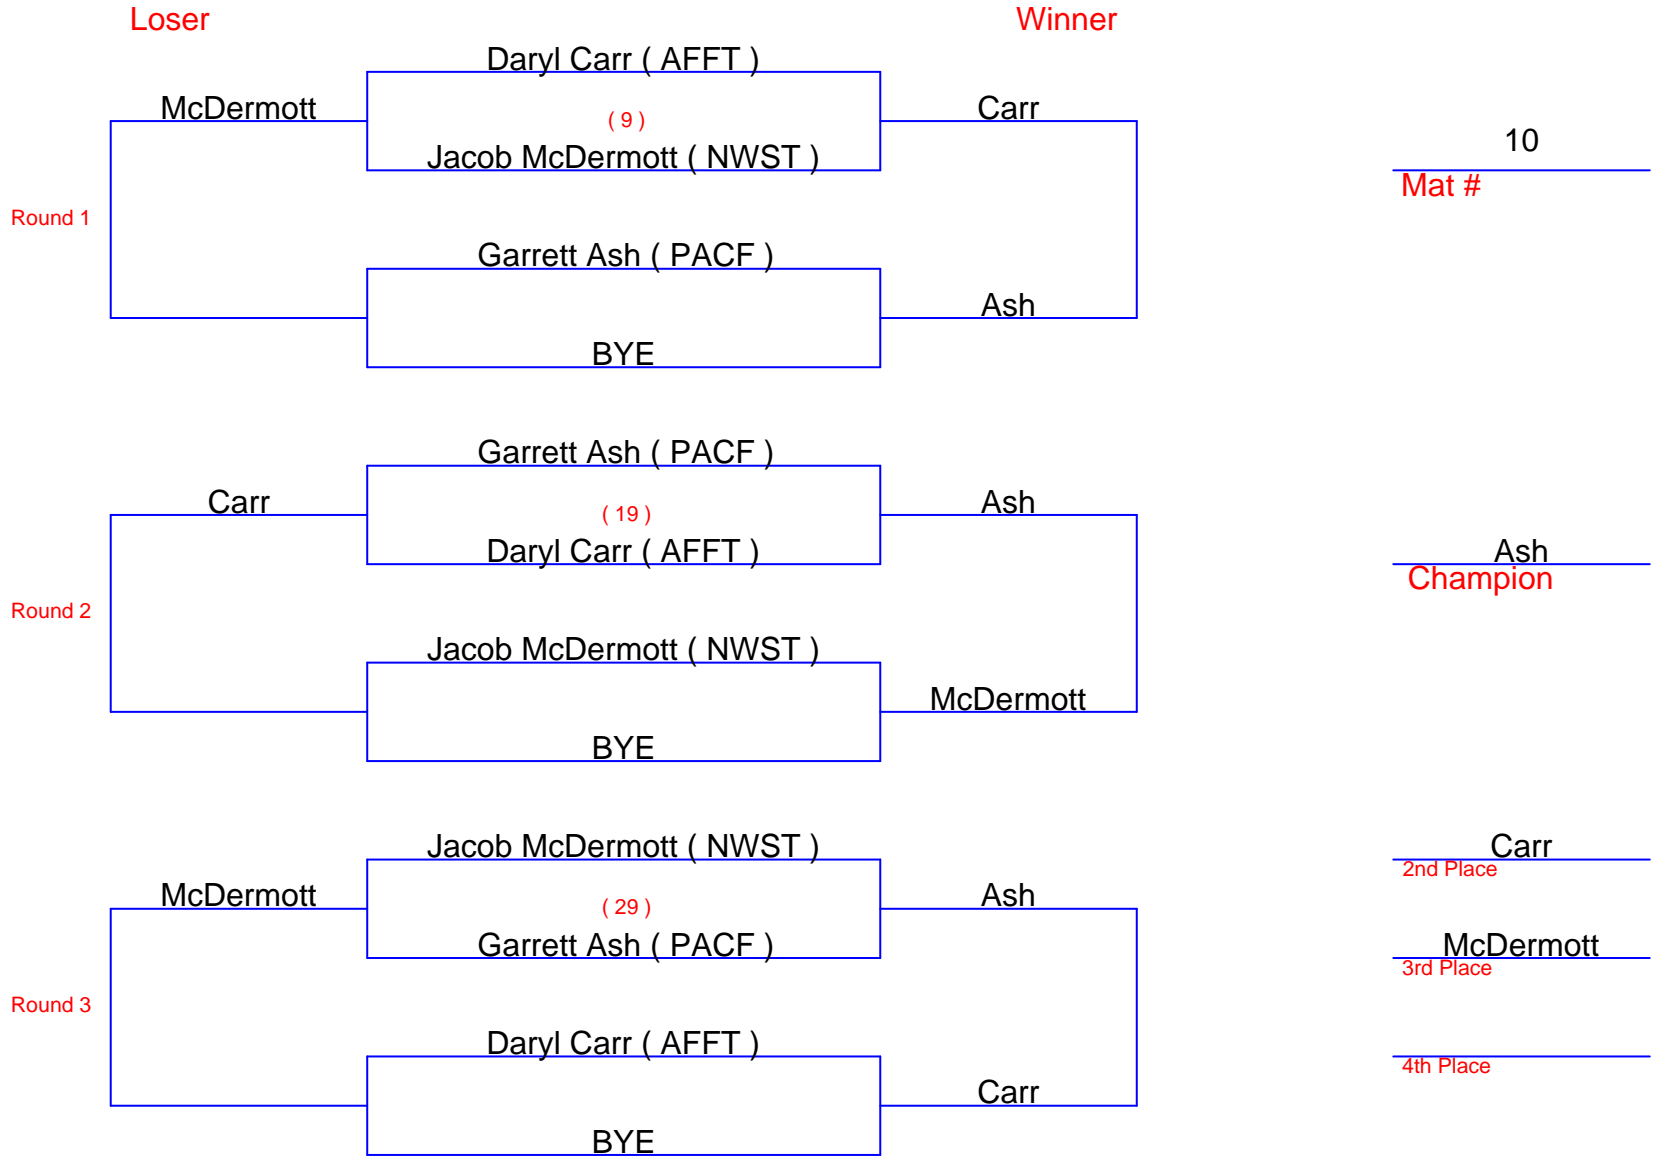 Loser
Winner
Daryl Carr ( AFFT )
McDermott
( 9 )
Carr
Jacob McDermott ( NWST )
10
Mat #
Round 1
Garrett Ash ( PACF )
Ash
BYE
Garrett Ash ( PACF )
Carr
( 19 )
Ash
Daryl Carr ( AFFT )
Ash
Champion
Round 2
Jacob McDermott ( NWST )
McDermott
BYE
Jacob McDermott ( NWST )
Carr
2nd Place
McDermott
( 29 )
Ash
Garrett Ash ( PACF )
McDermott
3rd Place
Round 3
Daryl Carr ( AFFT )
4th Place
Carr
BYE